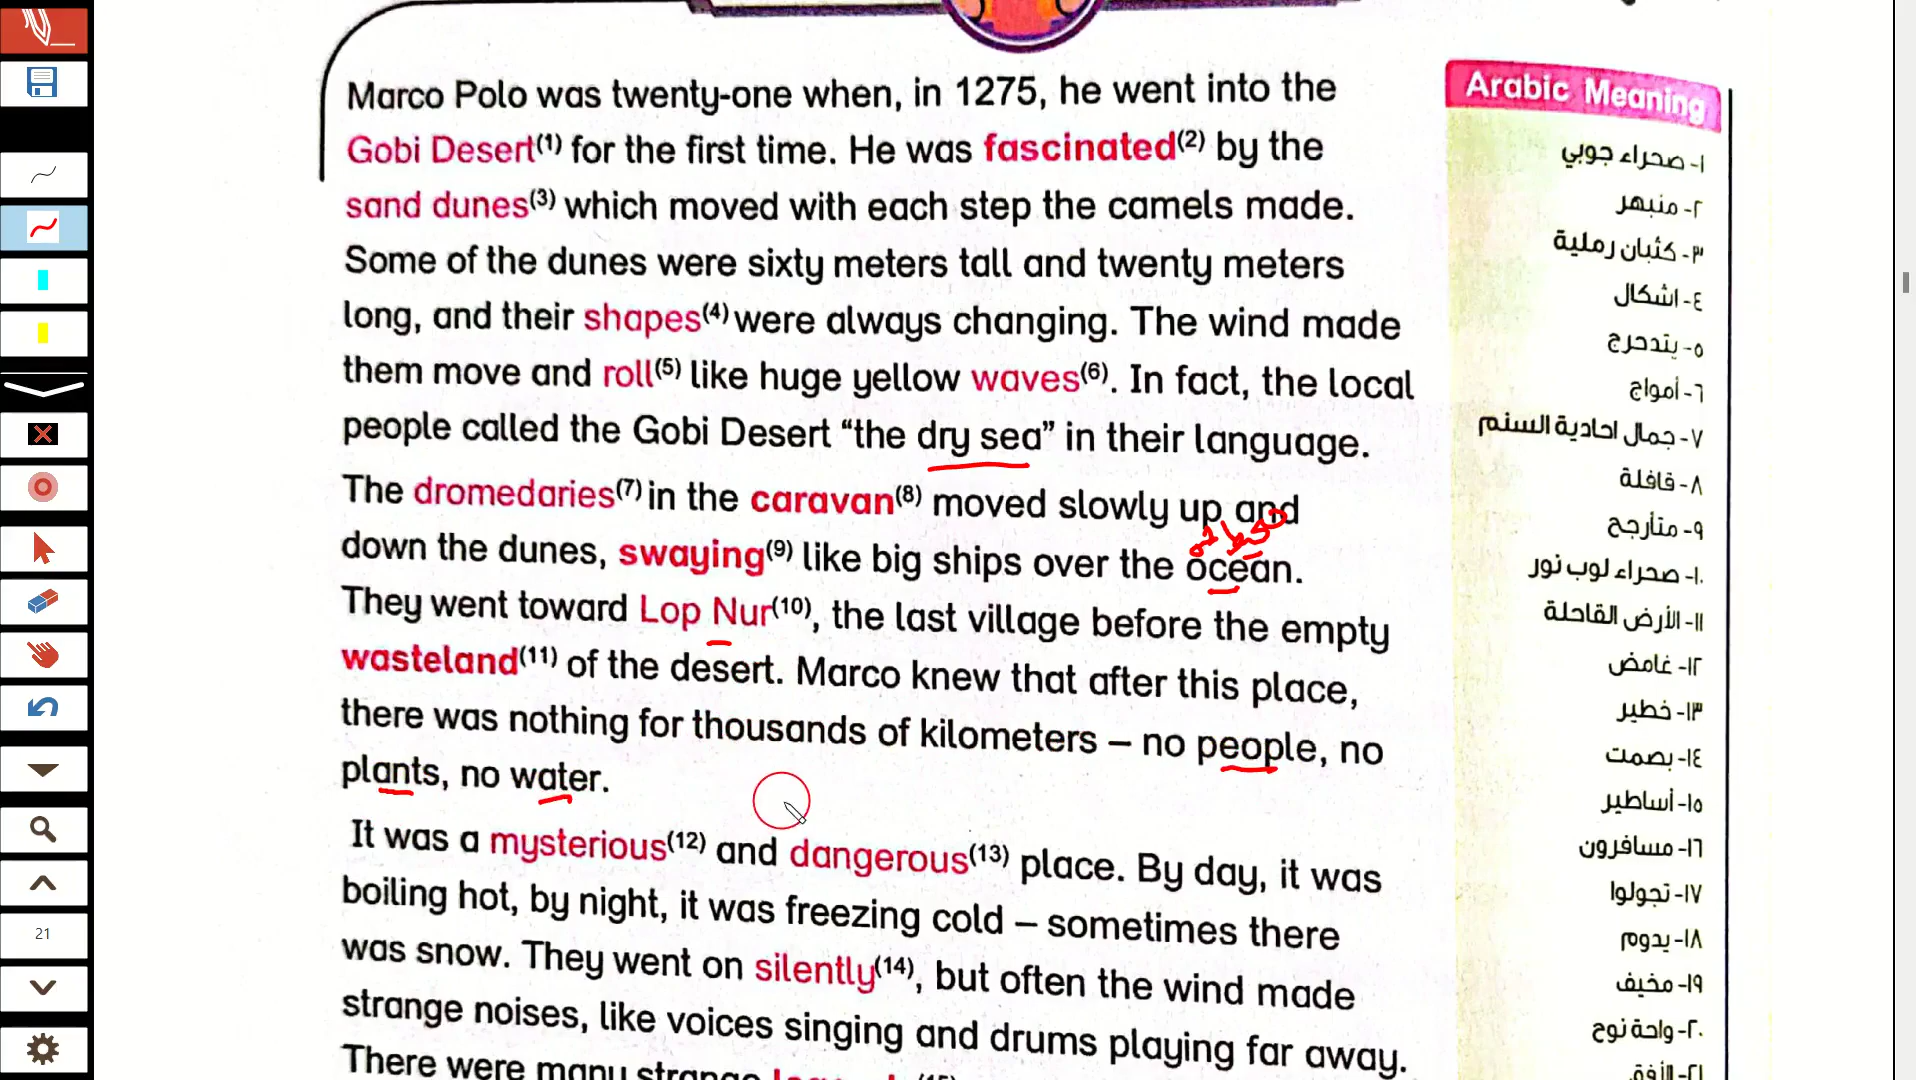 Marco Polo was twenty-one when, in 1275, he went into the
Gobi Desert(1) for the first time. He was fascinated(2) by the
sand dunes(3) which moved with each step the camels made.
Some of the dunes were sixty meters tall and twenty meters
long, and their shapes(4) were always changing. The wind made
them move and roll(5) like huge yellow waves(6). In fact, the local
people called the Gobi Desert “the dry sea” in their language.
The dromedaries(7) in the caravan(8) moved slowly up and
down the dunes, swaying(9) like big ships over the ocean.
They went toward Lop Nur(10), the last village before the empty
wasteland(11) of the desert. Marco knew that after this place,
there was nothing for thousands of kilometers – no people, no
plants, no water.
It was a mysterious(12) and dangerous(13) place. By day, it was
boiling hot, by night, it was freezing cold – sometimes there
was snow. They went on silently(14), but often the wind made
strange noises, like voices singing and drums playing far away.
There were many strange
Arabic Meaning
١- صحراء جوبي
٢- منبهر
٣- كثبان رملية
٤- اشكال
٥- يتدحرج
٦- أمواج
٧- جمال احادية السنم
٨- قافلة
٩- متأرجح
١٠- صحراء لوب نور
١١- الأرض القاحلة
١٢- غامض
١٣- خطير
١٤- بصمت
١٥- أساطير
١٦- مسافرون
١٧- تجولوا
١٨- يدوم
١٩- مخيف
٢٠- واحة نوح
٢١- الأفق
21